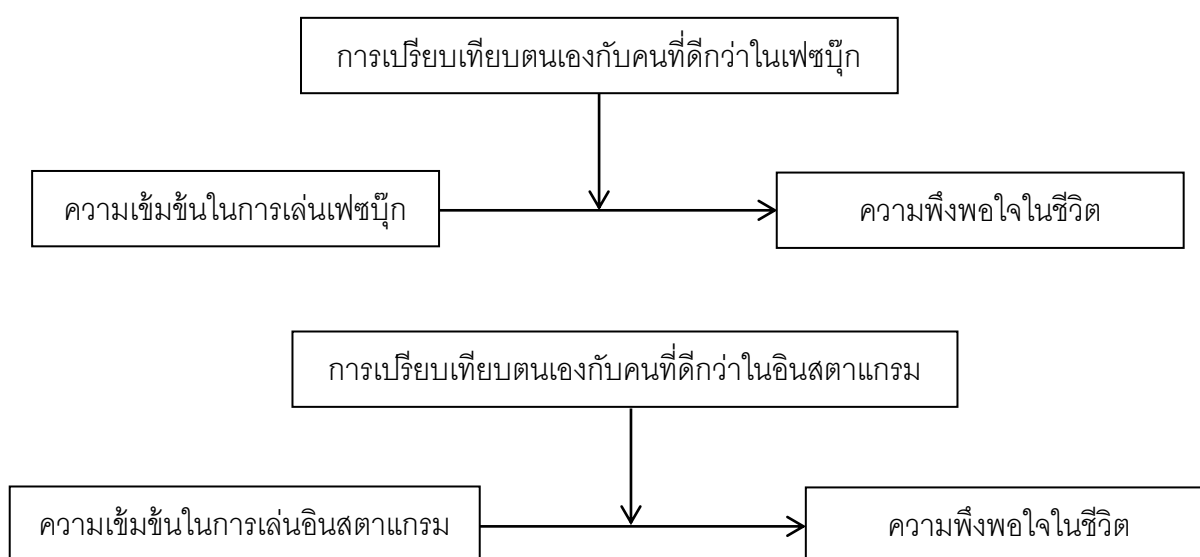 การเปรียบเทียบตนเองกับคนที่ดีกว่าในเฟซบุ๊ก
ความเข้มข้นในการเล่นเฟซบุ๊ก
ความพึงพอใจในชีวิต
การเปรียบเทียบตนเองกับคนที่ดีกว่าในอินสตาแกรม
ความเข้มข้นในการเล่นอินสตาแกรม
ความพึงพอใจในชีวิต